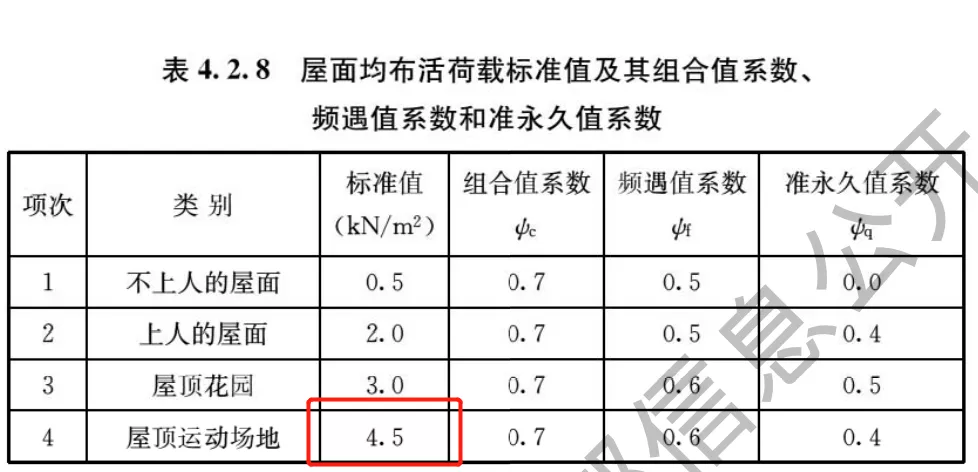 表 4.2.8 屋面均布活荷载标准值及其组合值系数、
频遇值系数和准永久值系数
项次 类别 标准值 (kN/m²) 组合值系数 ψc 频遇值系数 ψf 准永久值系数 ψq
1 不上人的屋面 0.5 0.7 0.5 0.0
2 上人的屋面 2.0 0.7 0.5 0.4
3 屋顶花园 3.0 0.7 0.6 0.5
4 屋顶运动场地 4.5 0.7 0.6 0.4
部信息公开